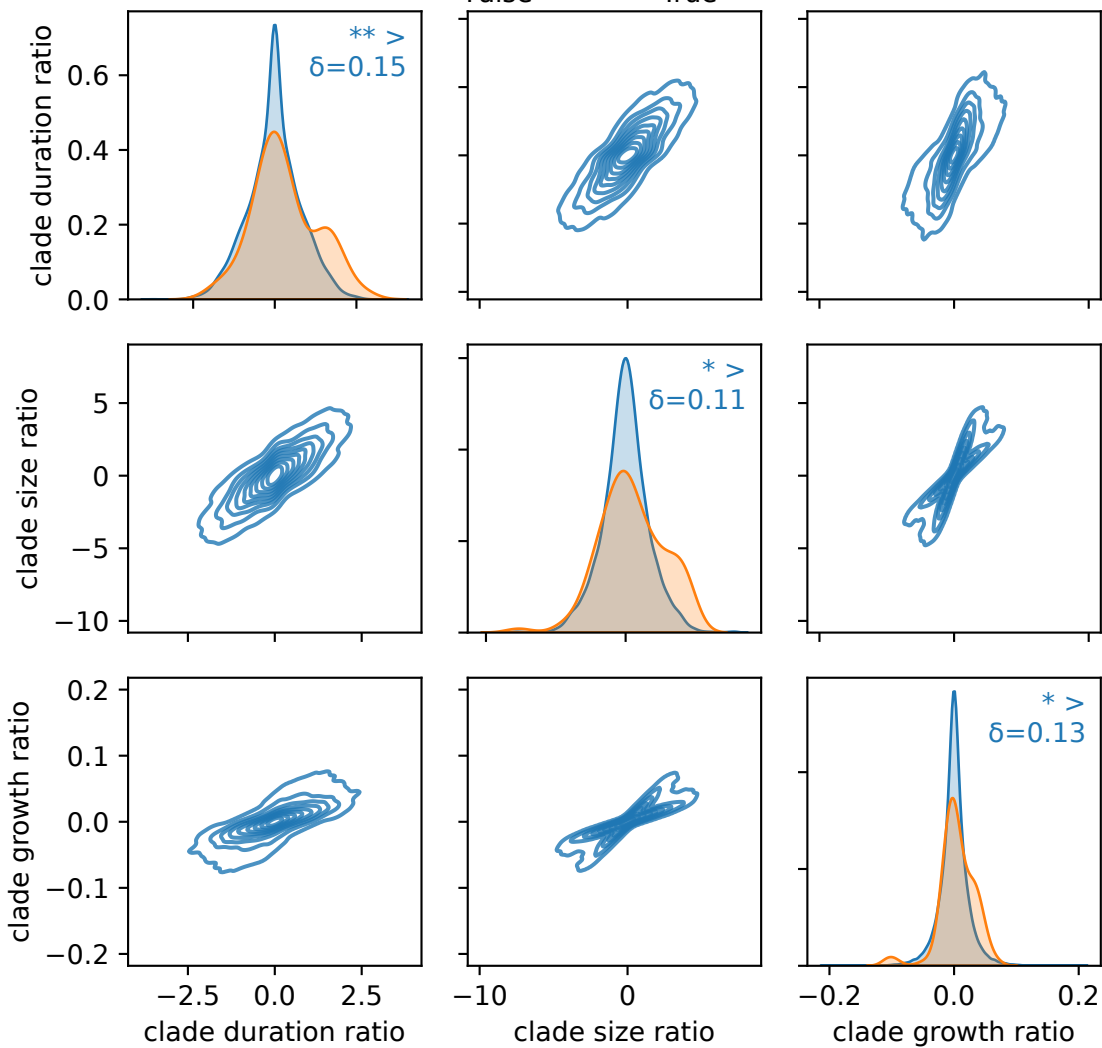 True
clade duration ratio
0.6
0.4
0.2
0.0
** >
δ=0.15
clade size ratio
5
0
−5
−10
* >
δ=0.11
clade growth ratio
0.2
0.1
0.0
−0.1
−0.2
* >
δ=0.13
−2.5 0.0 2.5
−10 0
−0.2 0.0 0.2
clade duration ratio
clade size ratio
clade growth ratio